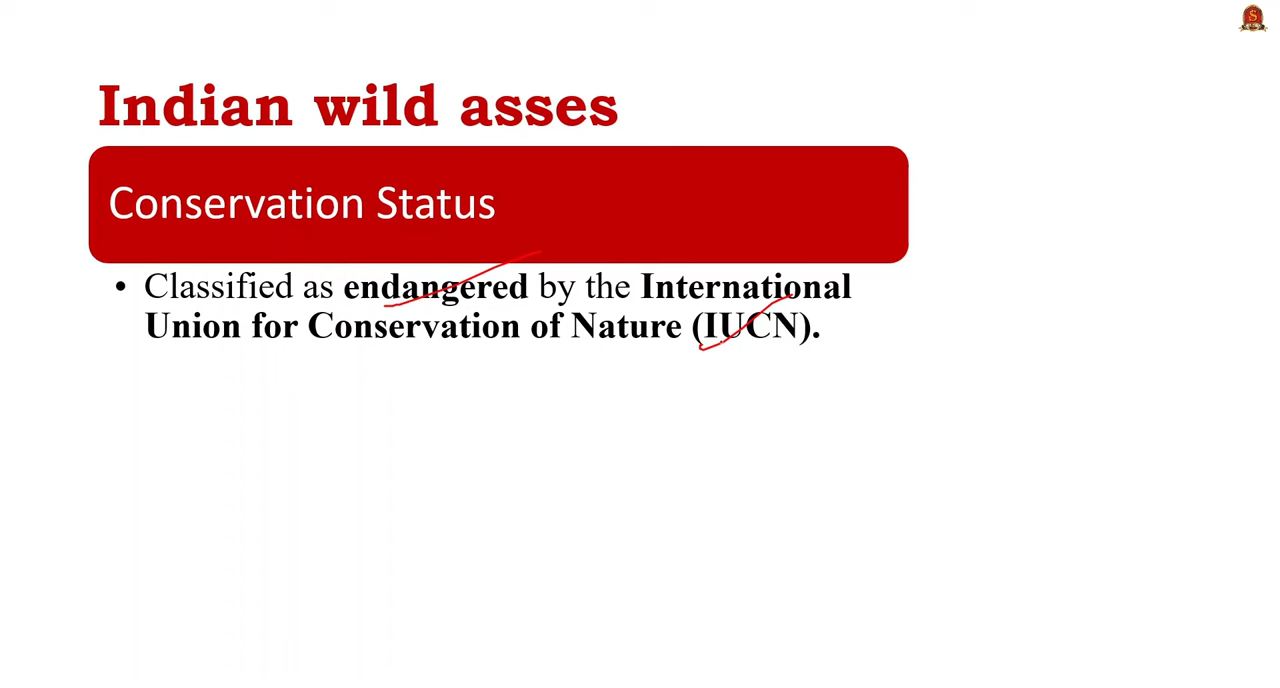 Indian wild asses
Conservation Status
• Classified as endangered by the International
Union for Conservation of Nature (IUCN).